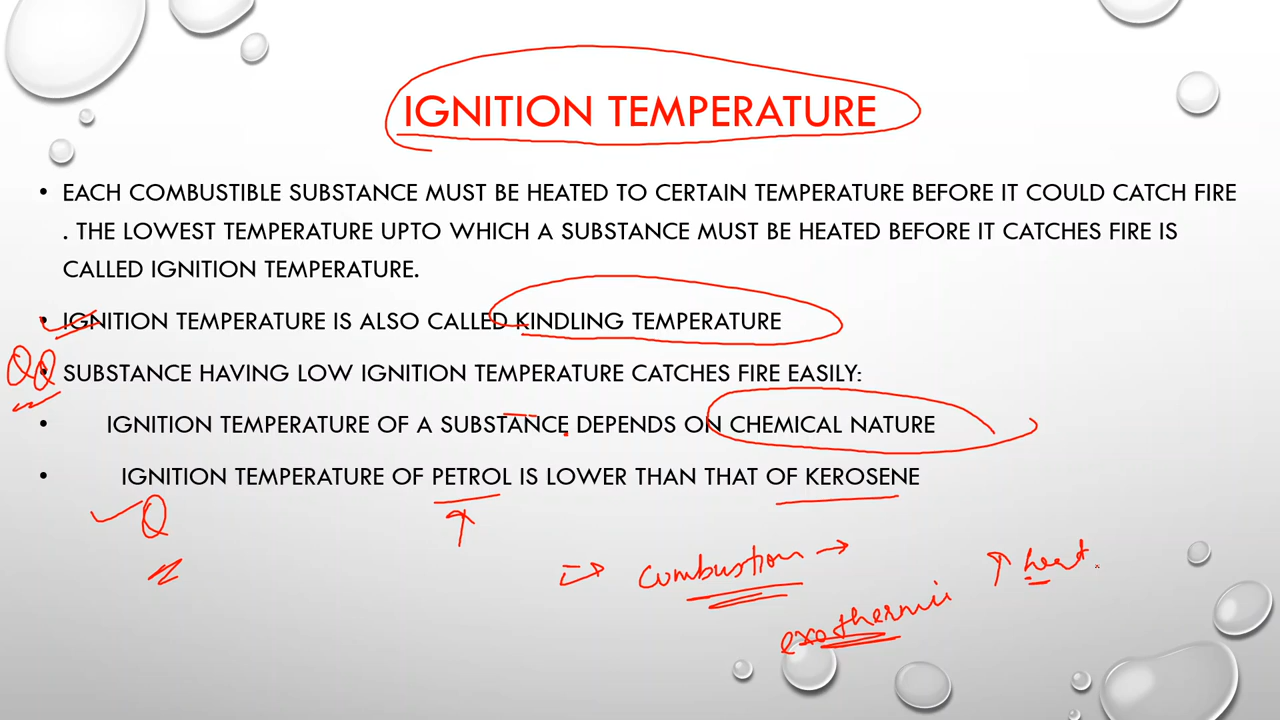 IGNITION TEMPERATURE
• EACH COMBUSTIBLE SUBSTANCE MUST BE HEATED TO CERTAIN TEMPERATURE BEFORE IT COULD CATCH FIRE
. THE LOWEST TEMPERATURE UPTO WHICH A SUBSTANCE MUST BE HEATED BEFORE IT CATCHES FIRE IS
CALLED IGNITION TEMPERATURE.
• IGNITION TEMPERATURE IS ALSO CALLED KINDLING TEMPERATURE
• SUBSTANCE HAVING LOW IGNITION TEMPERATURE CATCHES FIRE EASILY:
• IGNITION TEMPERATURE OF A SUBSTANCE DEPENDS ON CHEMICAL NATURE
• IGNITION TEMPERATURE OF PETROL IS LOWER THAN THAT OF KEROSENE
QQ
Q
⇒ combustion →
↑ heat
exothermic